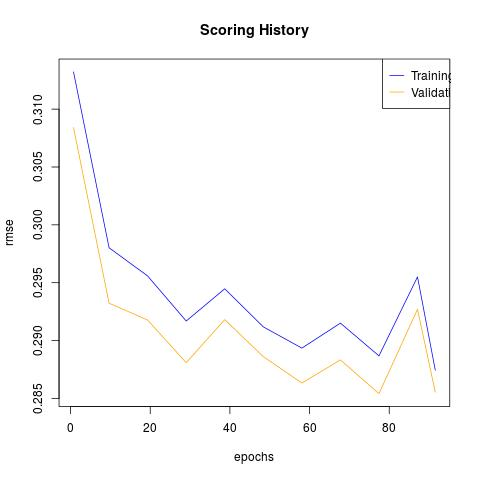 Scoring History
Training
Validati
rmse
0.310
0.305
0.300
0.295
0.290
0.285
0 20 40 60 80
epochs